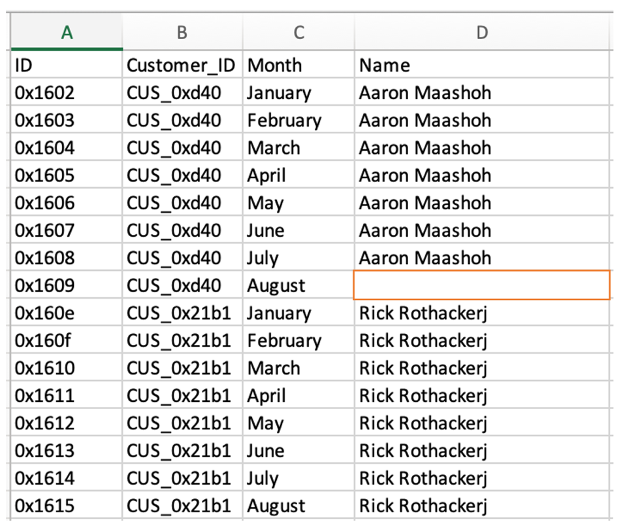 A B C D
ID Customer_ID Month Name
0x1602 CUS_0xd40 January Aaron Maashoh
0x1603 CUS_0xd40 February Aaron Maashoh
0x1604 CUS_0xd40 March Aaron Maashoh
0x1605 CUS_0xd40 April Aaron Maashoh
0x1606 CUS_0xd40 May Aaron Maashoh
0x1607 CUS_0xd40 June Aaron Maashoh
0x1608 CUS_0xd40 July Aaron Maashoh
0x1609 CUS_0xd40 August
0x160e CUS_0x21b1 January Rick Rothackerj
0x160f CUS_0x21b1 February Rick Rothackerj
0x1610 CUS_0x21b1 March Rick Rothackerj
0x1611 CUS_0x21b1 April Rick Rothackerj
0x1612 CUS_0x21b1 May Rick Rothackerj
0x1613 CUS_0x21b1 June Rick Rothackerj
0x1614 CUS_0x21b1 July Rick Rothackerj
0x1615 CUS_0x21b1 August Rick Rothackerj